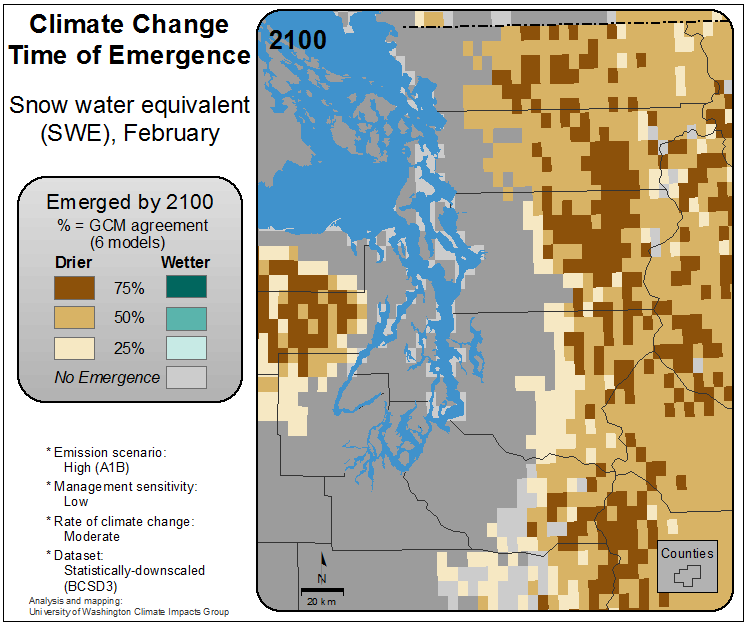 Climate Change
Time of Emergence
Snow water equivalent
(SWE), February
Emerged by 2100
% = GCM agreement
(6 models)
Drier Wetter
75%
50%
25%
No Emergence
* Emission scenario:
High (A1B)
* Management sensitivity:
Low
* Rate of climate change:
Moderate
* Dataset:
Statistically-downscaled
(BCSD3)
Analysis and mapping:
University of Washington Climate Impacts Group
2100
N
20 km
Counties